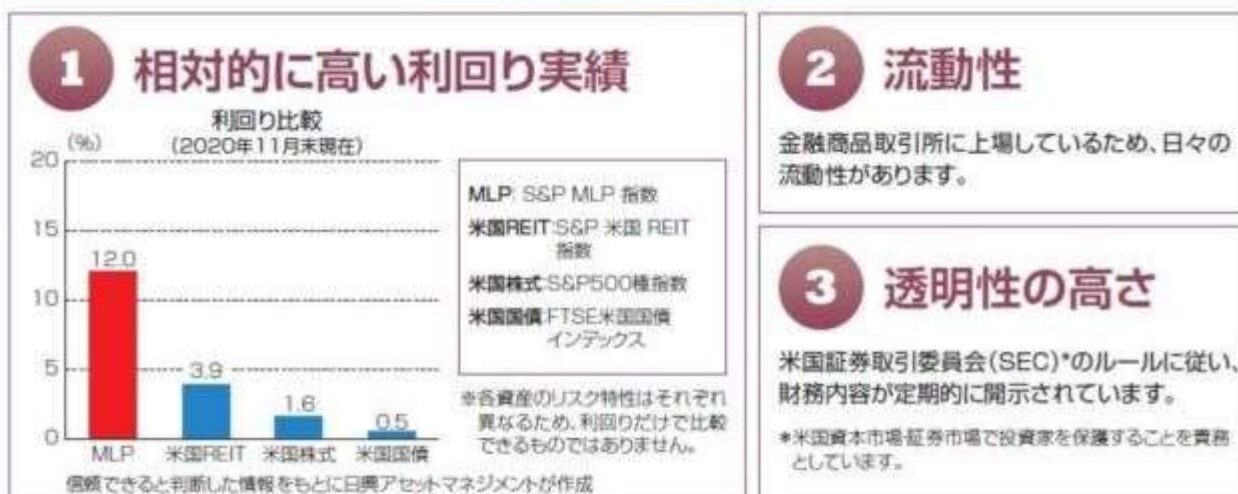 1 相対的に高い利回り実績
利回り比較
(%)
(2020年11月末現在)
20
15
10
5
0
12.0
3.9
1.6
0.5
MLP
米国REIT
米国株式
米国国債
MLP: S&P MLP 指数
米国REIT:S&P 米国 REIT
指数
米国株式:S&P500種指数
米国国債:FTSE米国国債
インデックス
※各資産のリスク特性はそれぞれ
異なるため、利回りだけで比較
できるものではありません。
信頼できると判断した情報をもとに日興アセットマネジメントが作成
2 流動性
金融商品取引所に上場しているため、日々の
流動性があります。
3 透明性の高さ
米国証券取引委員会(SEC)*のルールに従い、
財務内容が定期的に開示されています。
*米国資本市場・証券市場で投資家を保護することを責務
としています。